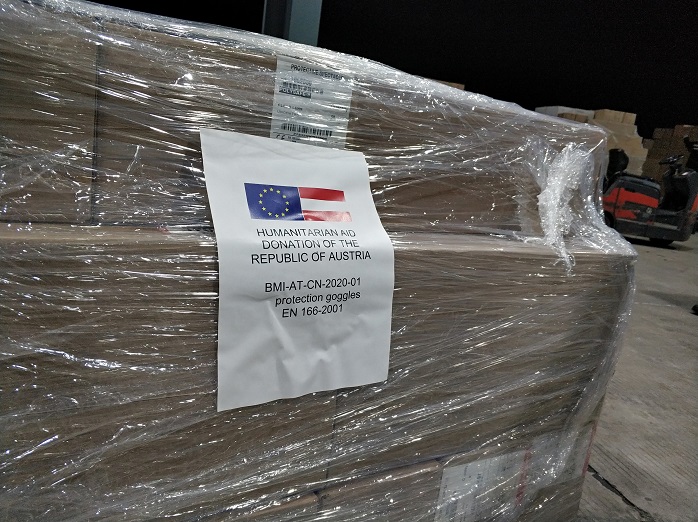 HUMANITARIAN AID
DONATION OF THE
REPUBLIC OF AUSTRIA
BMI-AT-CN-2020-01
protection goggles
EN 166-2001